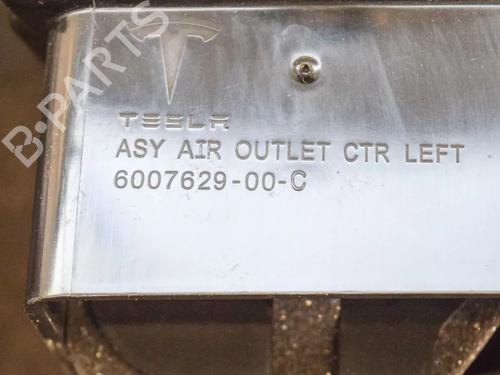 B-PARTS
TESLA
ASY AIR OUTLET CTR LEFT
6007629-00-C